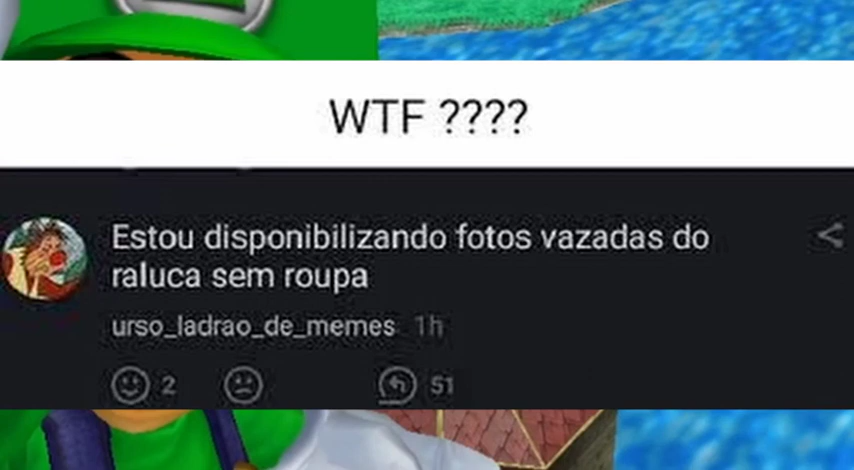 WTF ????
Estou disponibilizando fotos vazadas do
raluca sem roupa
urso_ladrao_de_memes 1h
2 51